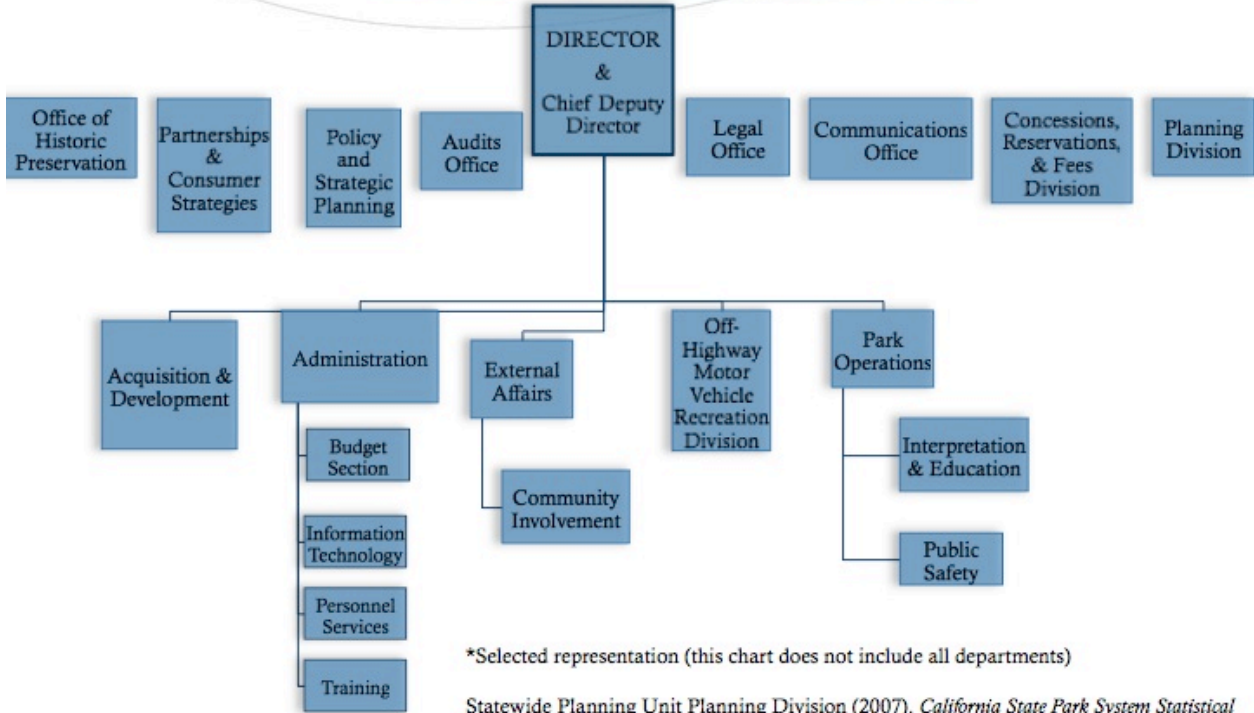 DIRECTOR
&
Chief Deputy
Director
Office of
Historic
Preservation
Partnerships
&
Consumer
Strategies
Policy
and
Strategic
Planning
Audits
Office
Legal
Office
Communications
Office
Concessions,
Reservations,
& Fees
Division
Planning
Division
Acquisition &
Development
Administration
External
Affairs
Off-
Highway
Motor
Vehicle
Recreation
Division
Park
Operations
Budget
Section
Information
Technology
Personnel
Services
Training
Community
Involvement
Interpretation
& Education
Public
Safety
*Selected representation (this chart does not include all departments)
Statewide Planning Unit Planning Division (2007). California State Park System Statistical